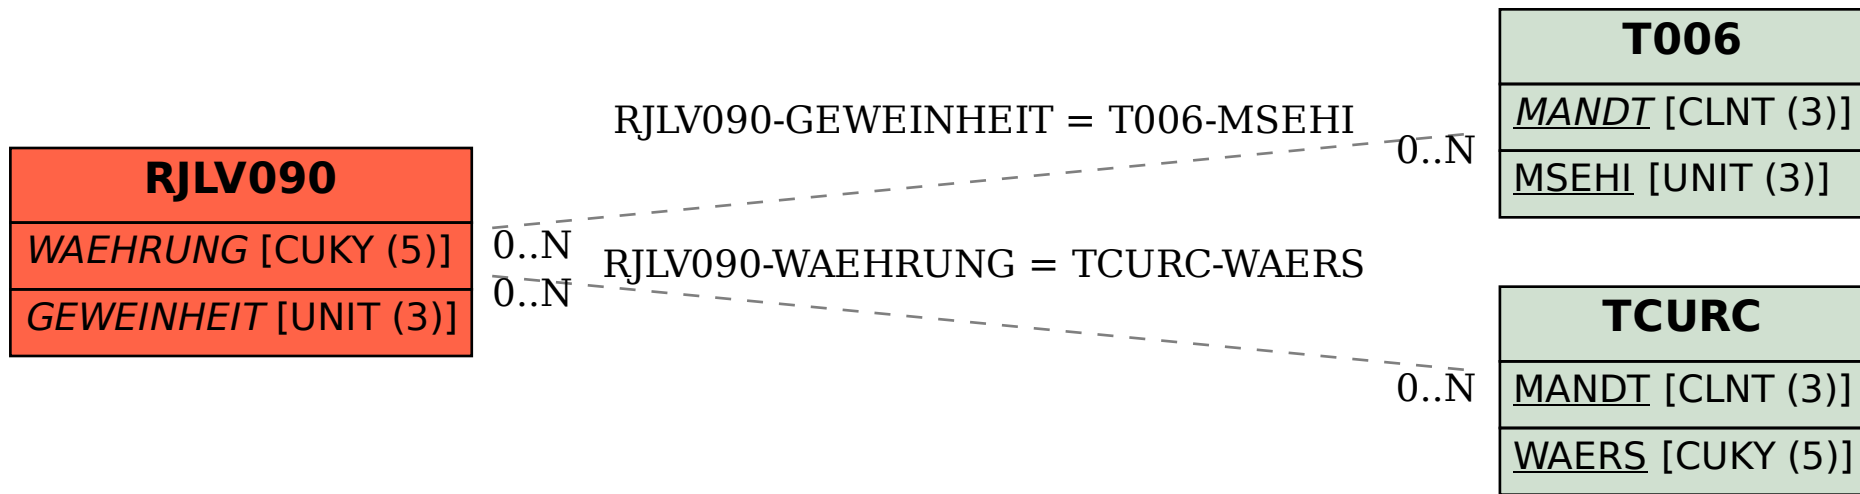 RJLV090
WAEHRUNG [CUKY (5)]
GEWEINHEIT [UNIT (3)]
RJLV090-GEWEINHEIT = T006-MSEHI
0..N
0..N
RJLV090-WAEHRUNG = TCURC-WAERS
0..N
0..N
T006
MANDT [CLNT (3)]
MSEHI [UNIT (3)]
TCURC
MANDT [CLNT (3)]
WAERS [CUKY (5)]